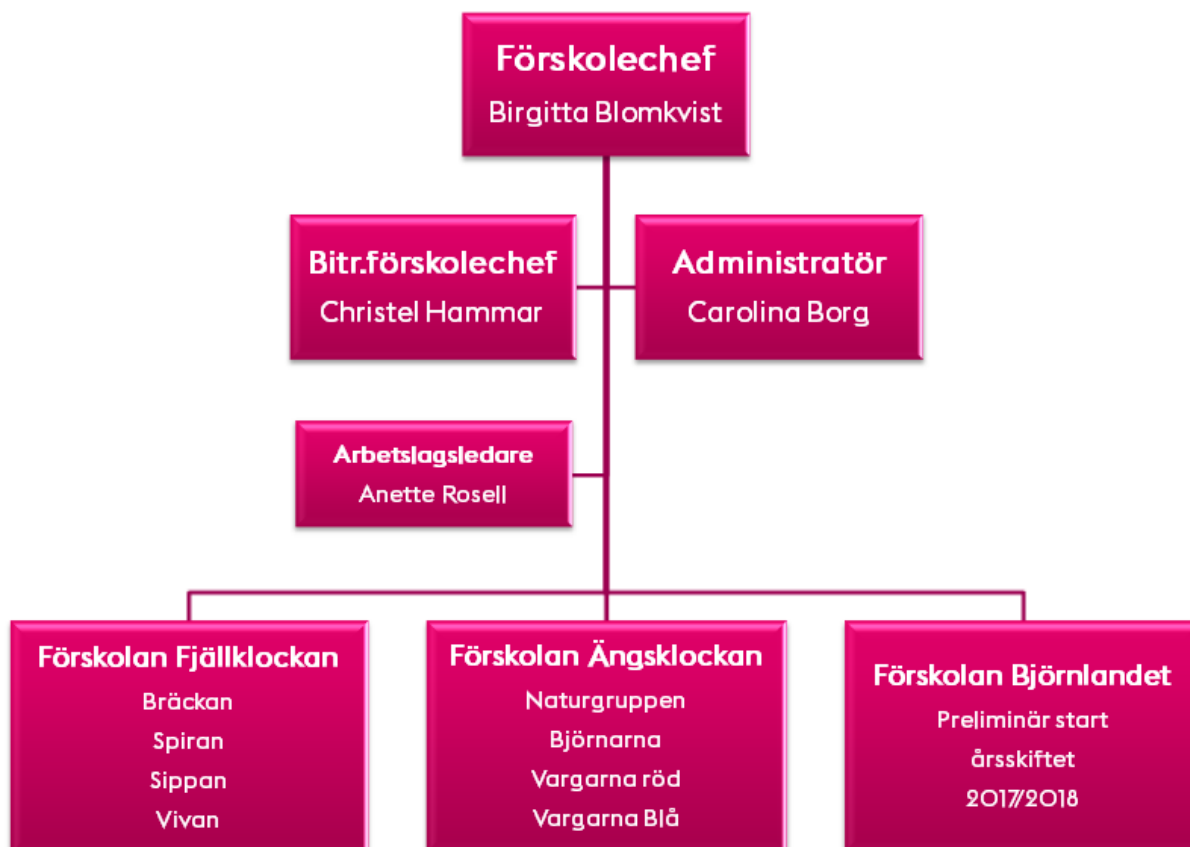 Förskolechef
Birgitta Blomkvist
Bitr.förskolechef
Christel Hammar
Administratör
Carolina Borg
Arbetslagsledare
Anette Rosell
Förskolan Fjällklockan
Bräckan
Spiran
Sippan
Vivan
Förskolan Ängsklockan
Naturgruppen
Björnarna
Vargarna röd
Vargarna Blå
Förskolan Björnlandet
Preliminär start
årsskiftet
2017/2018